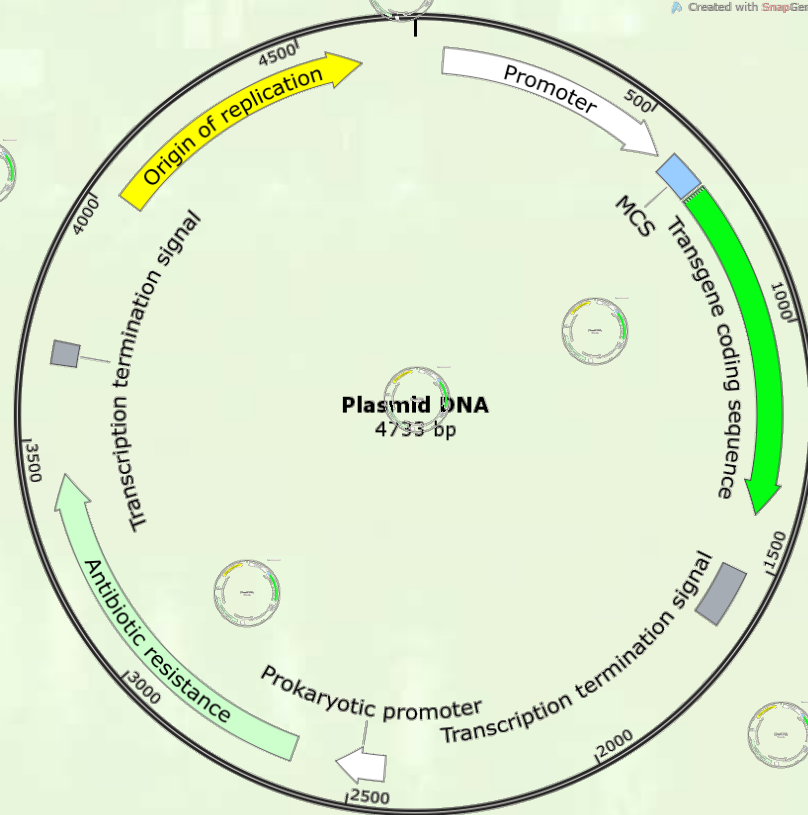 Created with SnapGen
Promoter
500
MCS
Transgene coding sequence
1000
1500
Transcription termination signal
2000
Prokaryotic promoter
2500
Antibiotic resistance
3000
3500
Transcription termination signal
4000
Origin of replication
4500
Plasmid DNA
4733 bp